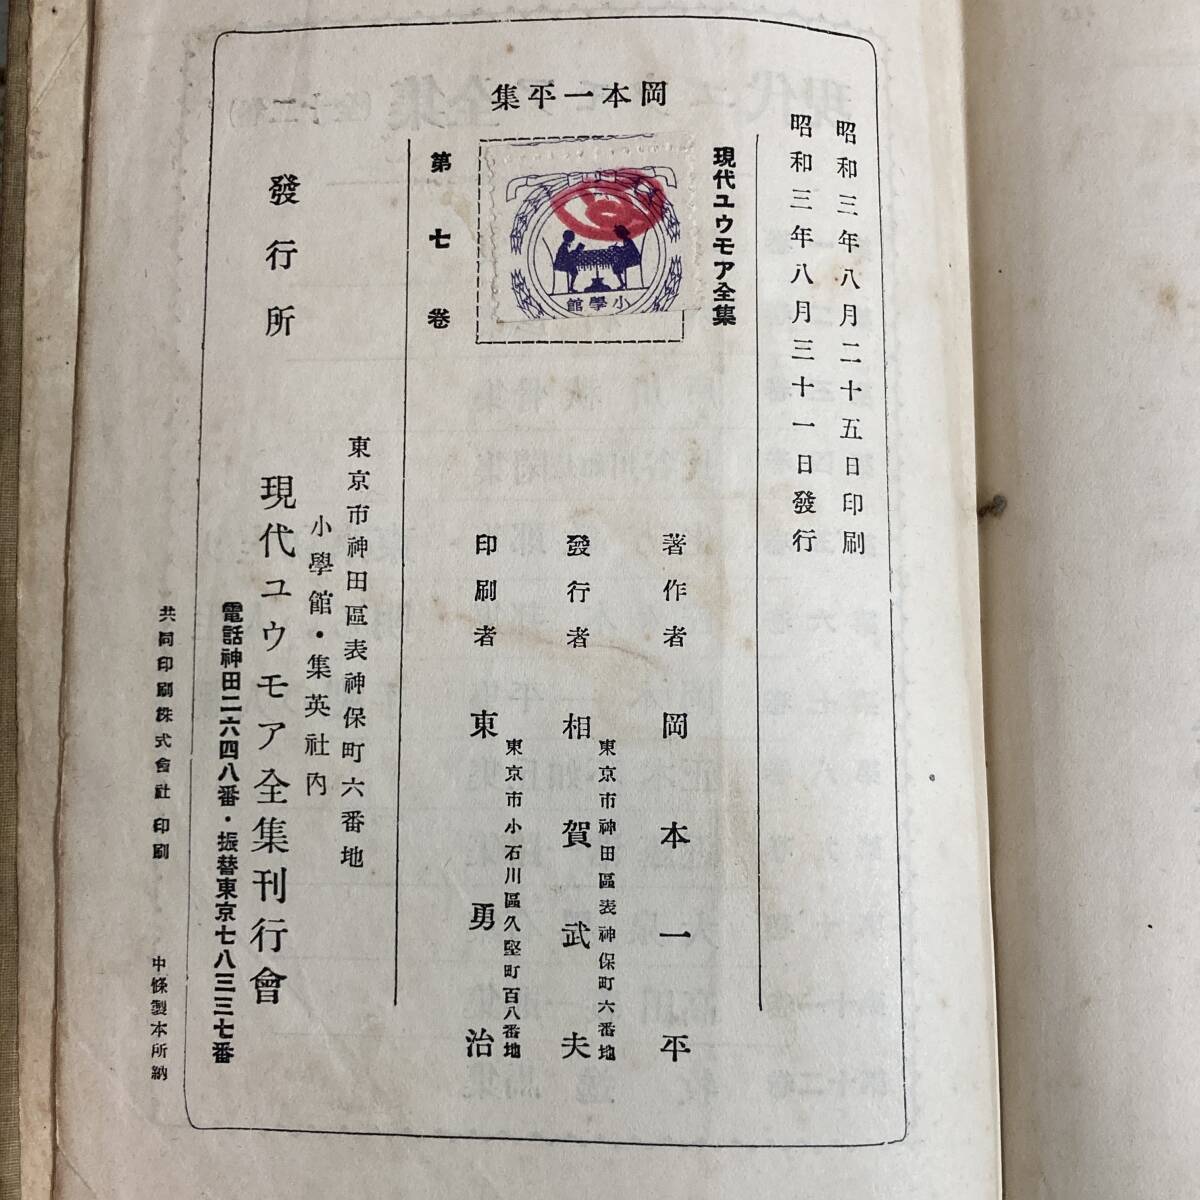 昭和三年八月二十五日印刷
昭和三年八月三十一日發行
岡本一平集
現代ユウモア全集
小學館
第七卷
著作者 岡本一平
東京市神田區表神保町六番地
發行者 相賀武夫
東京市小石川區久堅町百八番地
印刷者 東勇治
東京市神田區表神保町六番地
小學館・集英社內
發行所 現代ユウモア全集刊行會
電話神田二六四八番・振替東京七八三三七番
共同印刷株式會社印刷
中條製本所納